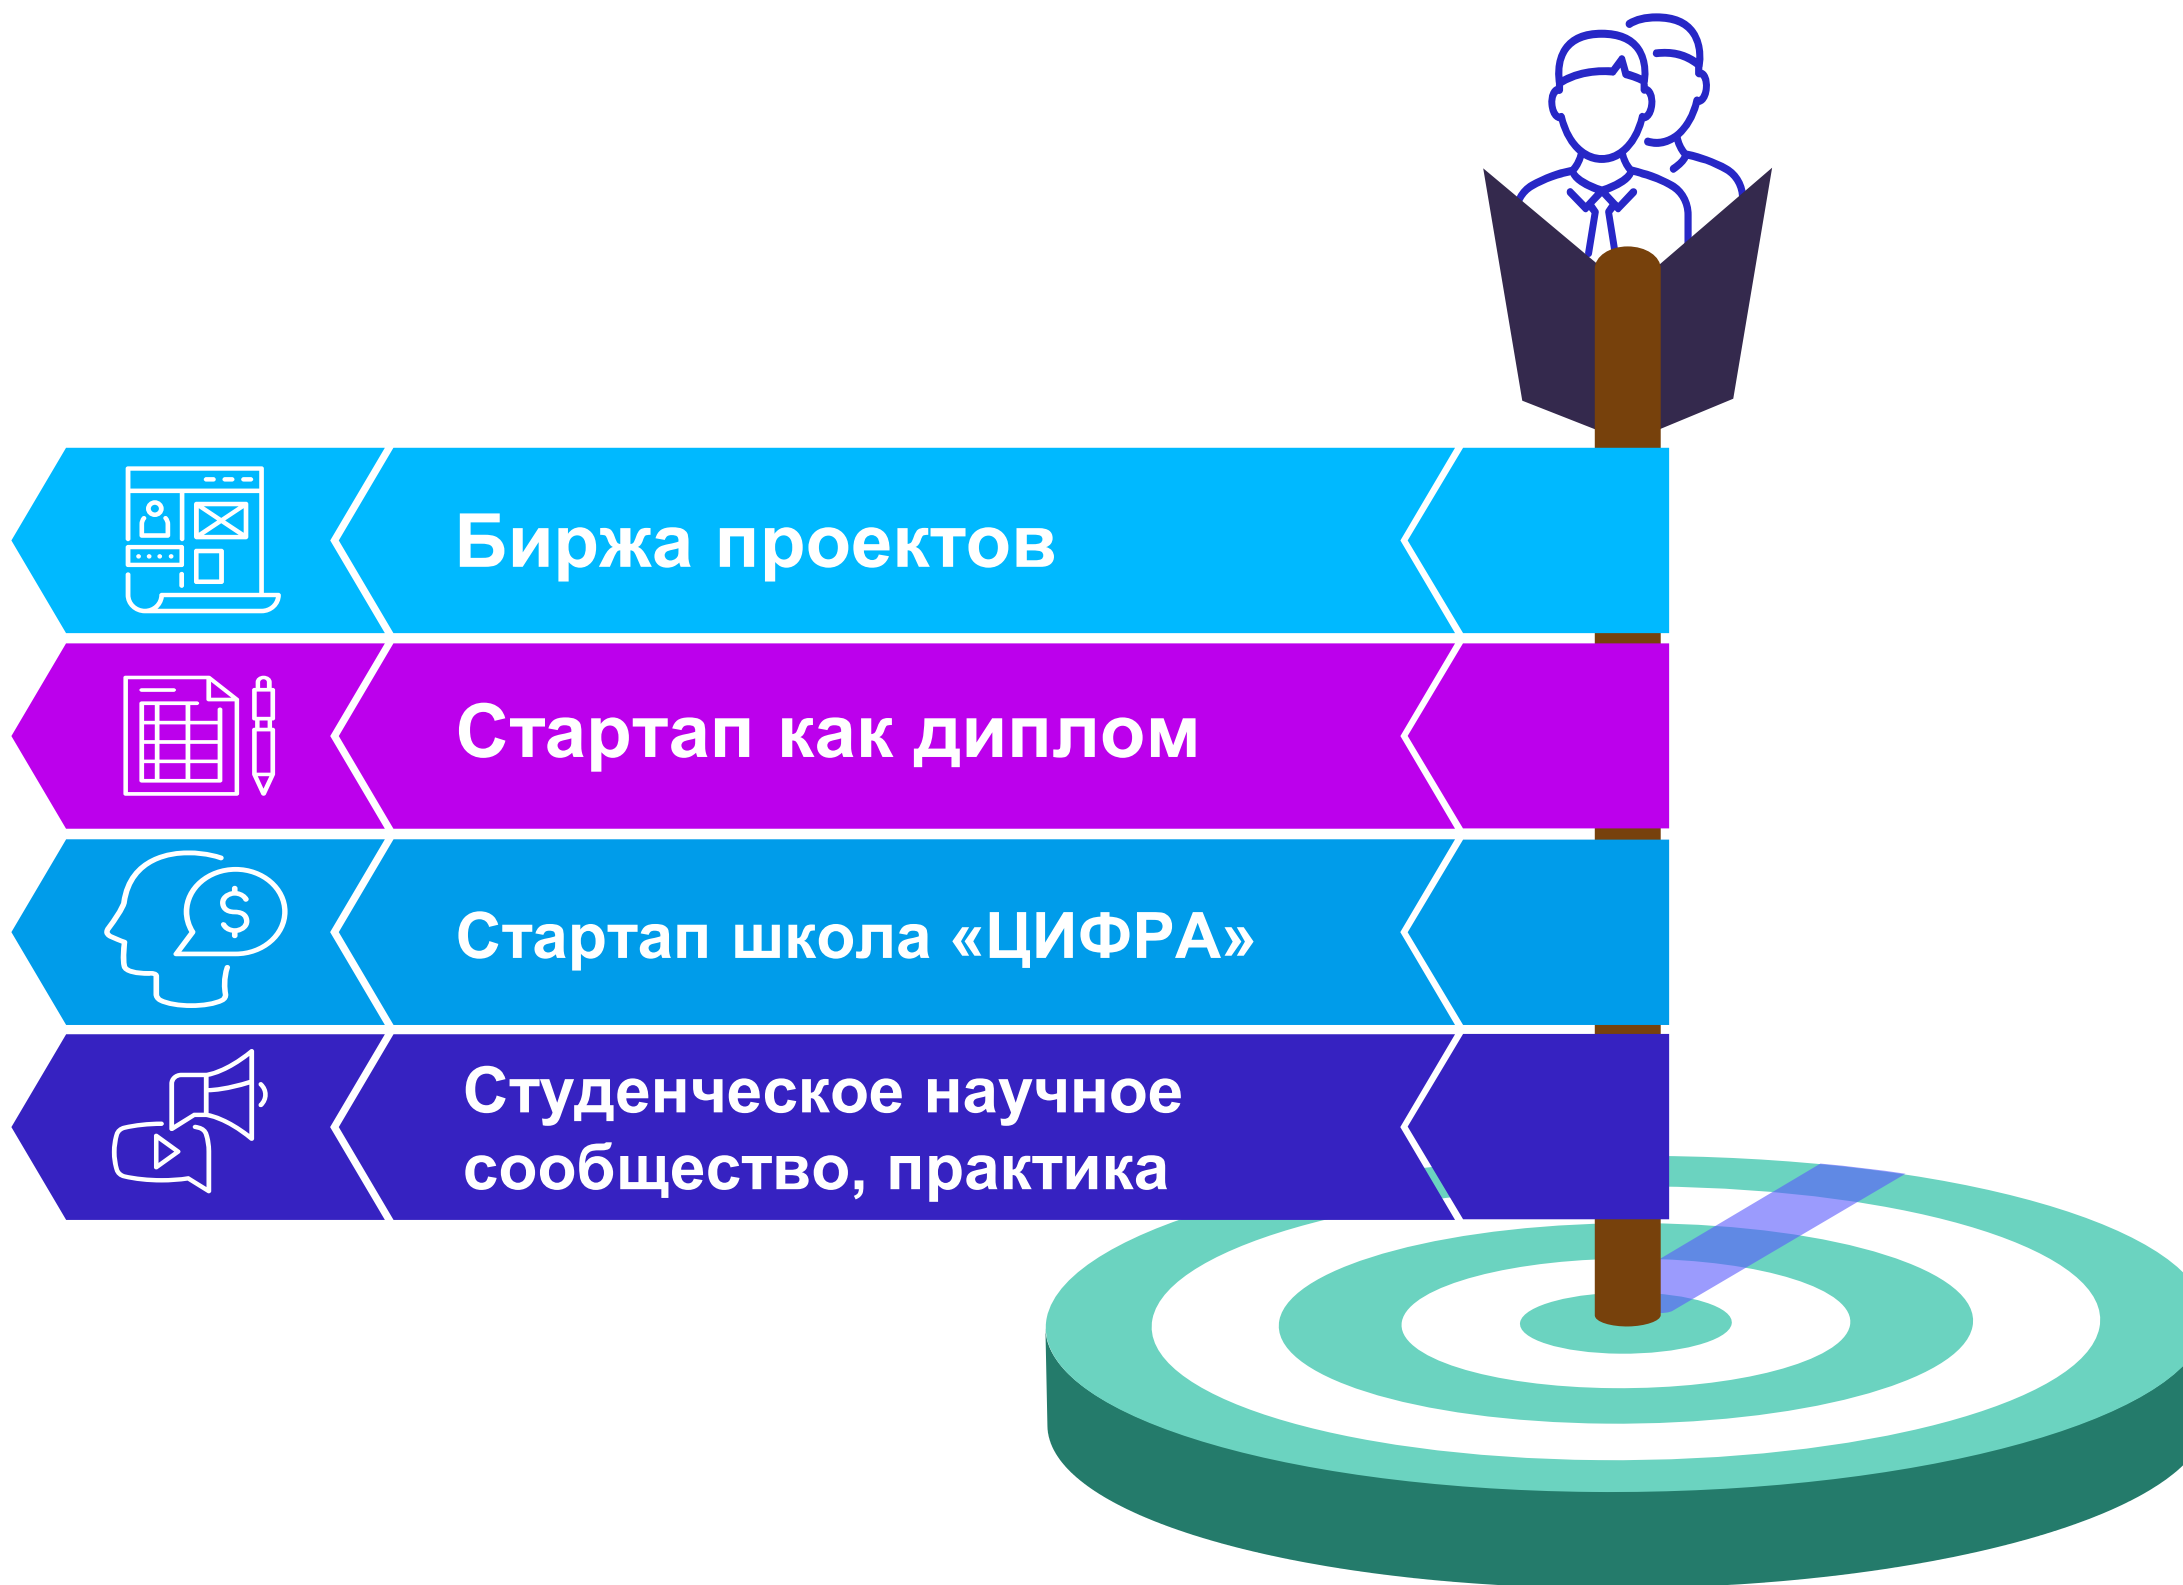 Биржа проектов
Стартап как диплом
Стартап школа «ЦИФРА»
Студенческое научное
сообщество, практика